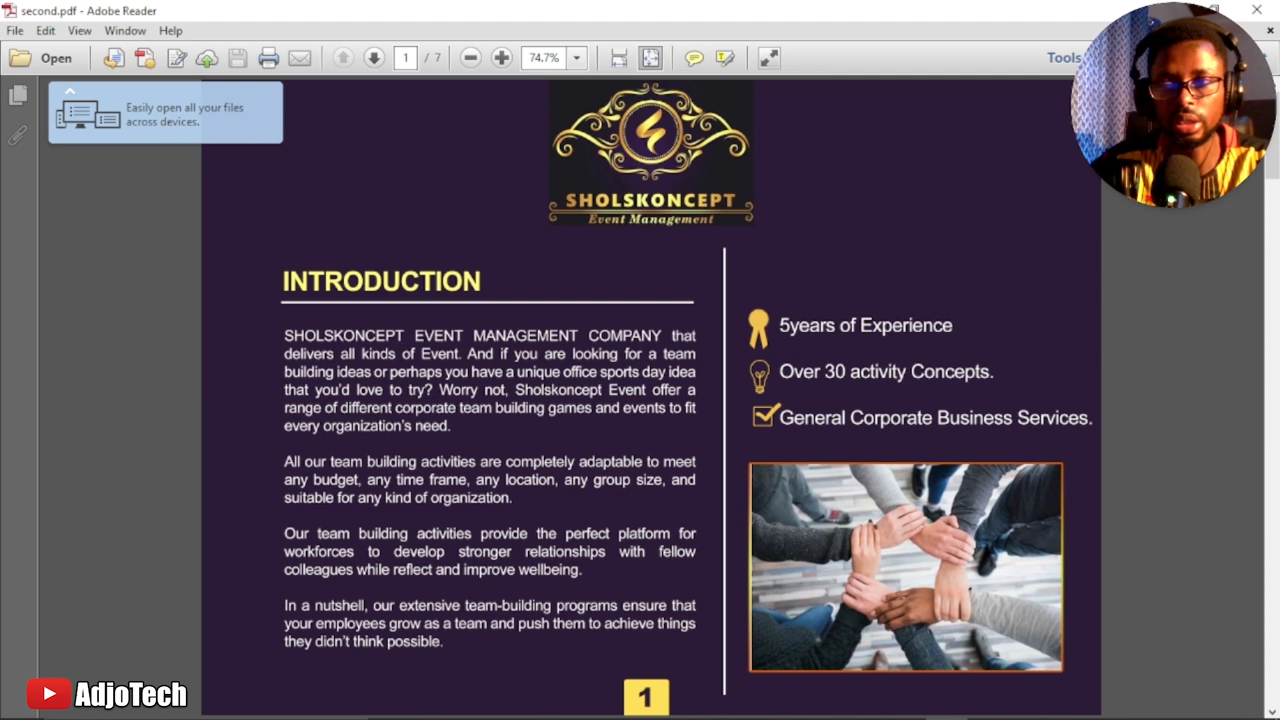 second.pdf - Adobe Reader
File Edit View Window Help
Open 1 / 7 74.7% Tools
Easily open all your files
across devices.
SHOLSKONCEPT
Event Management
INTRODUCTION
SHOLSKONCEPT EVENT MANAGEMENT COMPANY that
delivers all kinds of Event. And if you are looking for a team
building ideas or perhaps you have a unique office sports day idea
that you'd love to try? Worry not, Sholskoncept Event offer a
range of different corporate team building games and events to fit
every organization's need.
All our team building activities are completely adaptable to meet
any budget, any time frame, any location, any group size, and
suitable for any kind of organization.
Our team building activities provide the perfect platform for
workforces to develop stronger relationships with fellow
colleagues while reflect and improve wellbeing.
In a nutshell, our extensive team-building programs ensure that
your employees grow as a team and push them to achieve things
they didn't think possible.
5years of Experience
Over 30 activity Concepts.
General Corporate Business Services.
1
AdjoTech